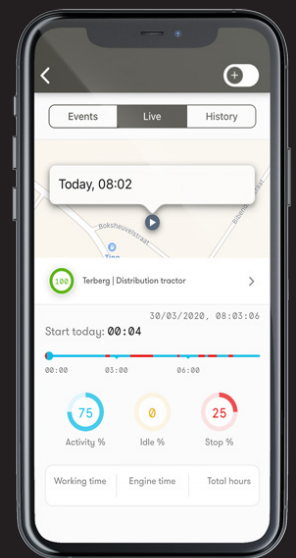 Events Live History
Today, 08:02
Boksheuvelstraat
100 Terberg | Distribution tractor
30/03/2020, 08:03:06
Start today: 00:04
00:00 03:00 06:00
75 0 25
Activity % Idle % Stop %
Working time Engine time Total hours